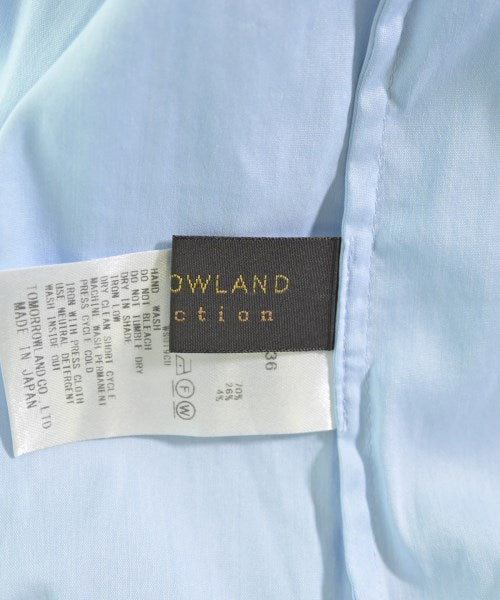 OWLAND
ction
HAND WASH
DO NOT BLEACH
IRON LOW
DRY IN SHADE
DO NOT TUMBLE DRY
DRY CLEAN SHORT CYCLE
MACHINE WASH PERMANENT
PRESS CYCLE COLD
IRON WITH PRESS CLOTH
USE NEUTRAL DETERGENT
WASH INSIDE OUT
TOMORROWLAND CO. LTD
MADE IN JAPAN
36
70%
26%
4%
F
W